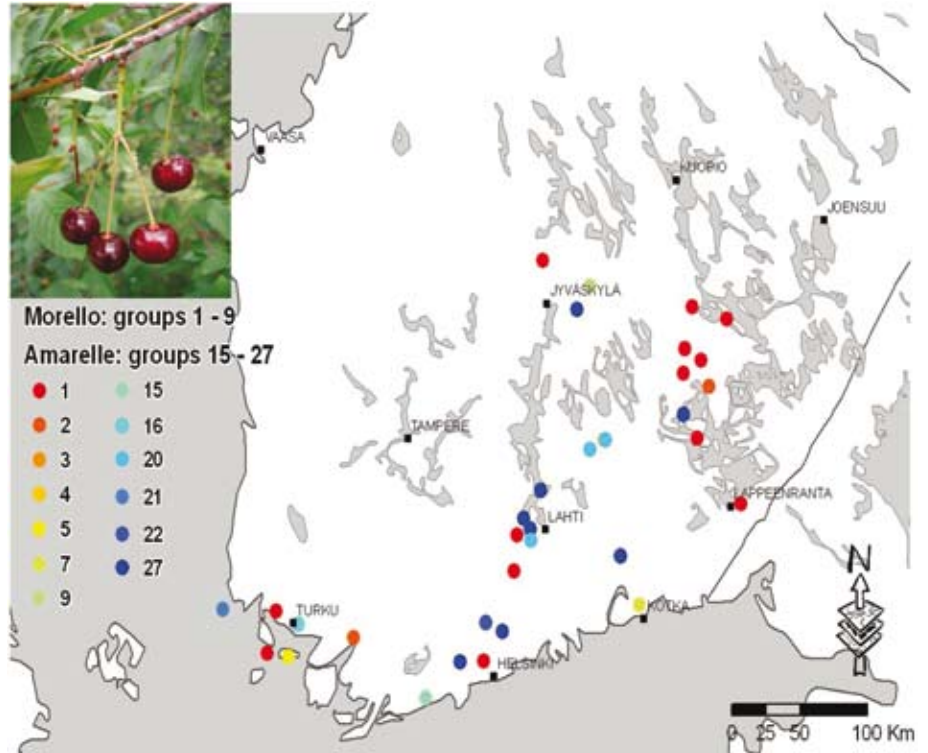 VAASA
KUOPIO
JOENSUU
JYVÄSKYLÄ
Morello: groups 1 - 9
Amarelle: groups 15 - 27
1 15
2 16
3 20
4 21
5 22
7 27
9
TAMPERE
LAPPEENRANTA
LAHTI
N
TURKU
KOTKA
HELSINKI
0 25 50 100 Km